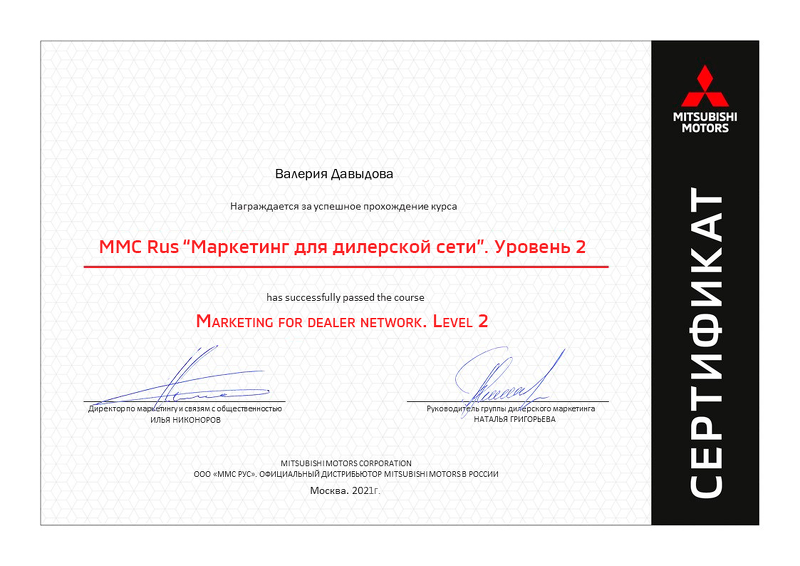 Валерия Давыдова
Награждается за успешное прохождение курса
MMC Rus “Маркетинг для дилерской сети”. Уровень 2
has successfully passed the course
Marketing for dealer network. Level 2
Директор по маркетингу и связям с общественностью
ИЛЬЯ НИКОНОРОВ
Руководитель группы дилерского маркетинга
НАТАЛЬЯ ГРИГОРЬЕВА
MITSUBISHI MOTORS CORPORATION
ООО «ММС РУС». ОФИЦИАЛЬНЫЙ ДИСТРИБЬЮТОР MITSUBISHI MOTORS В РОССИИ
Москва. 2021г.
MITSUBISHI
MOTORS
СЕРТИФИКАТ